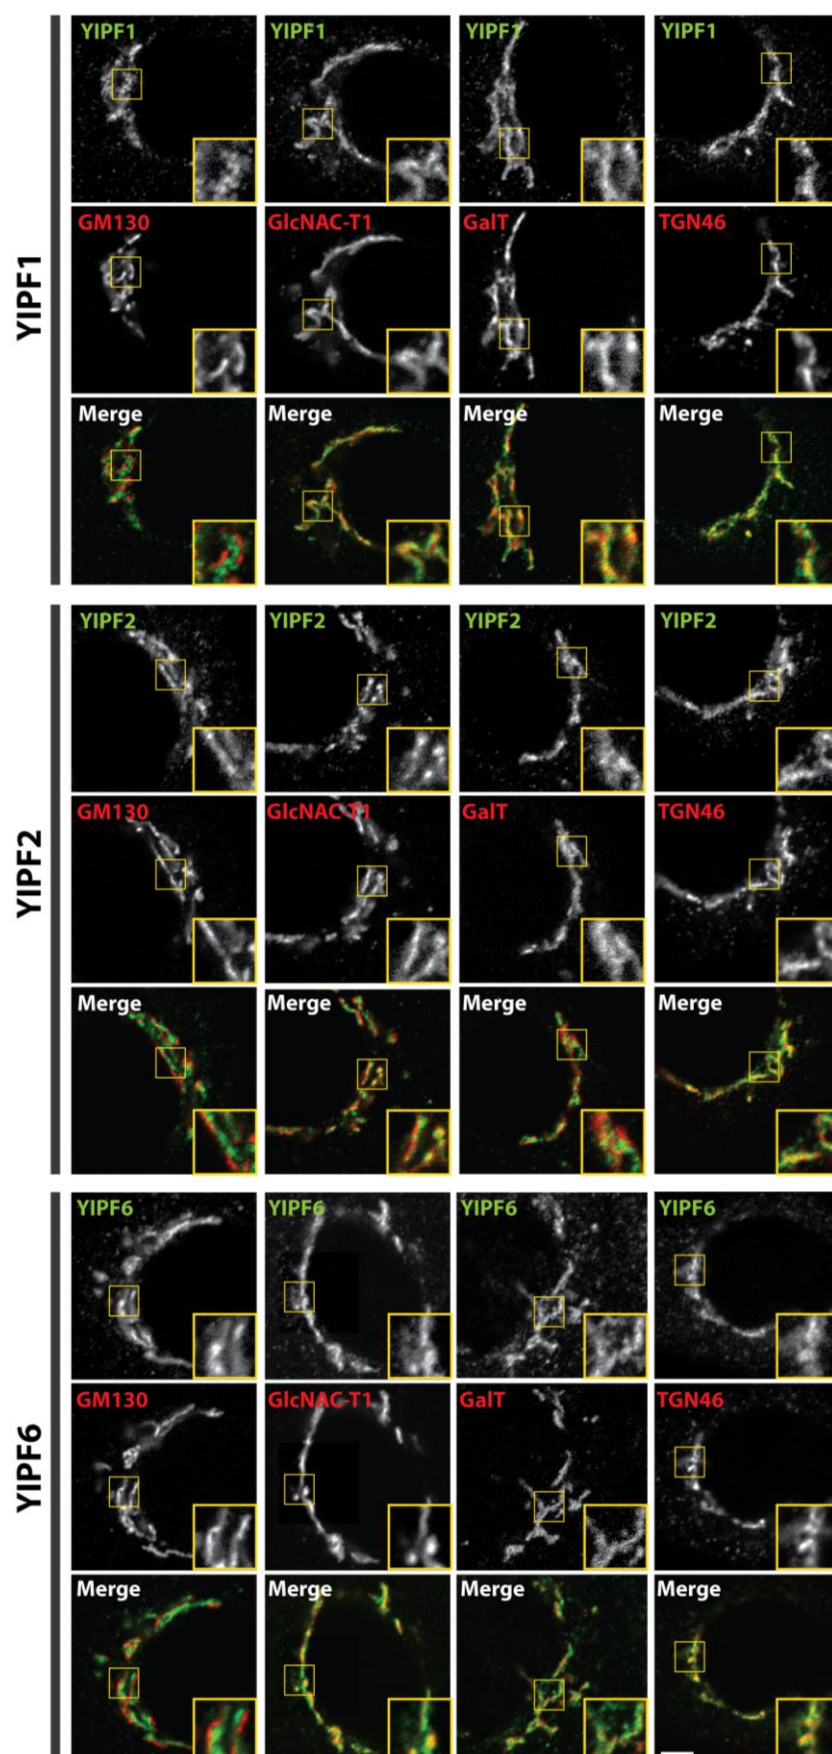 YIPF1
YIPF1 YIPF1 YIPF1 YIPF1
GM130 GlcNAC-T1 GalT TGN46
Merge Merge Merge Merge
YIPF2
YIPF2 YIPF2 YIPF2 YIPF2
GM130 GlcNAC-T1 GalT TGN46
Merge Merge Merge Merge
YIPF6
YIPF6 YIPF6 YIPF6 YIPF6
GM130 GlcNAC-T1 GalT TGN46
Merge Merge Merge Merge